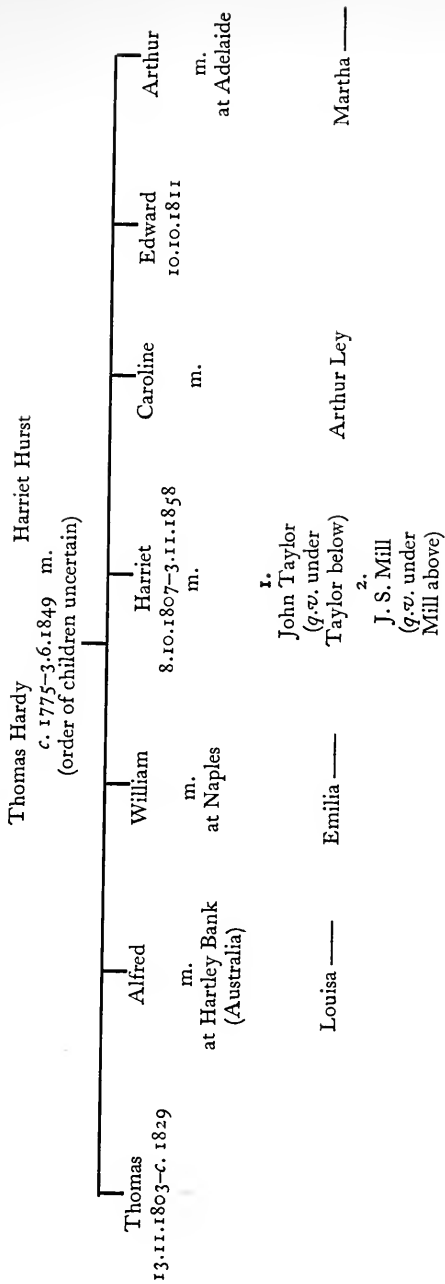 Thomas Hardy m. Harriet Hurst
c. 1775–3.6.1849
(order of children uncertain)
Thomas
13.11.1803–c. 1829
Alfred
m.
at Hartley Bank
(Australia)
Louisa ——
William
m.
at Naples
Emilia ——
Harriet
8.10.1807–3.11.1858
m.
1.
John Taylor
(q.v. under
Taylor below)
2.
J. S. Mill
(q.v. under
Mill above)
Caroline
m.
Arthur Ley
Edward
10.10.1811
Arthur
m.
at Adelaide
Martha ——